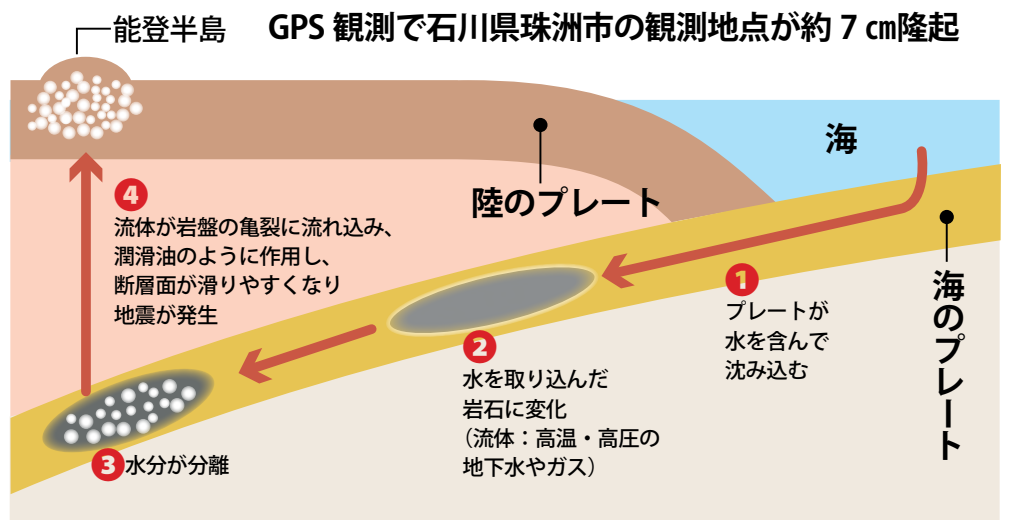 能登半島
GPS 観測で石川県珠洲市の観測地点が約 7 ㎝隆起
海
陸のプレート
海のプレート
❶
プレートが
水を含んで
沈み込む
❷
水を取り込んだ
岩石に変化
（流体：高温・高圧の
地下水やガス）
❸水分が分離
❹
流体が岩盤の亀裂に流れ込み、
潤滑油のように作用し、
断層面が滑りやすくなり
地震が発生